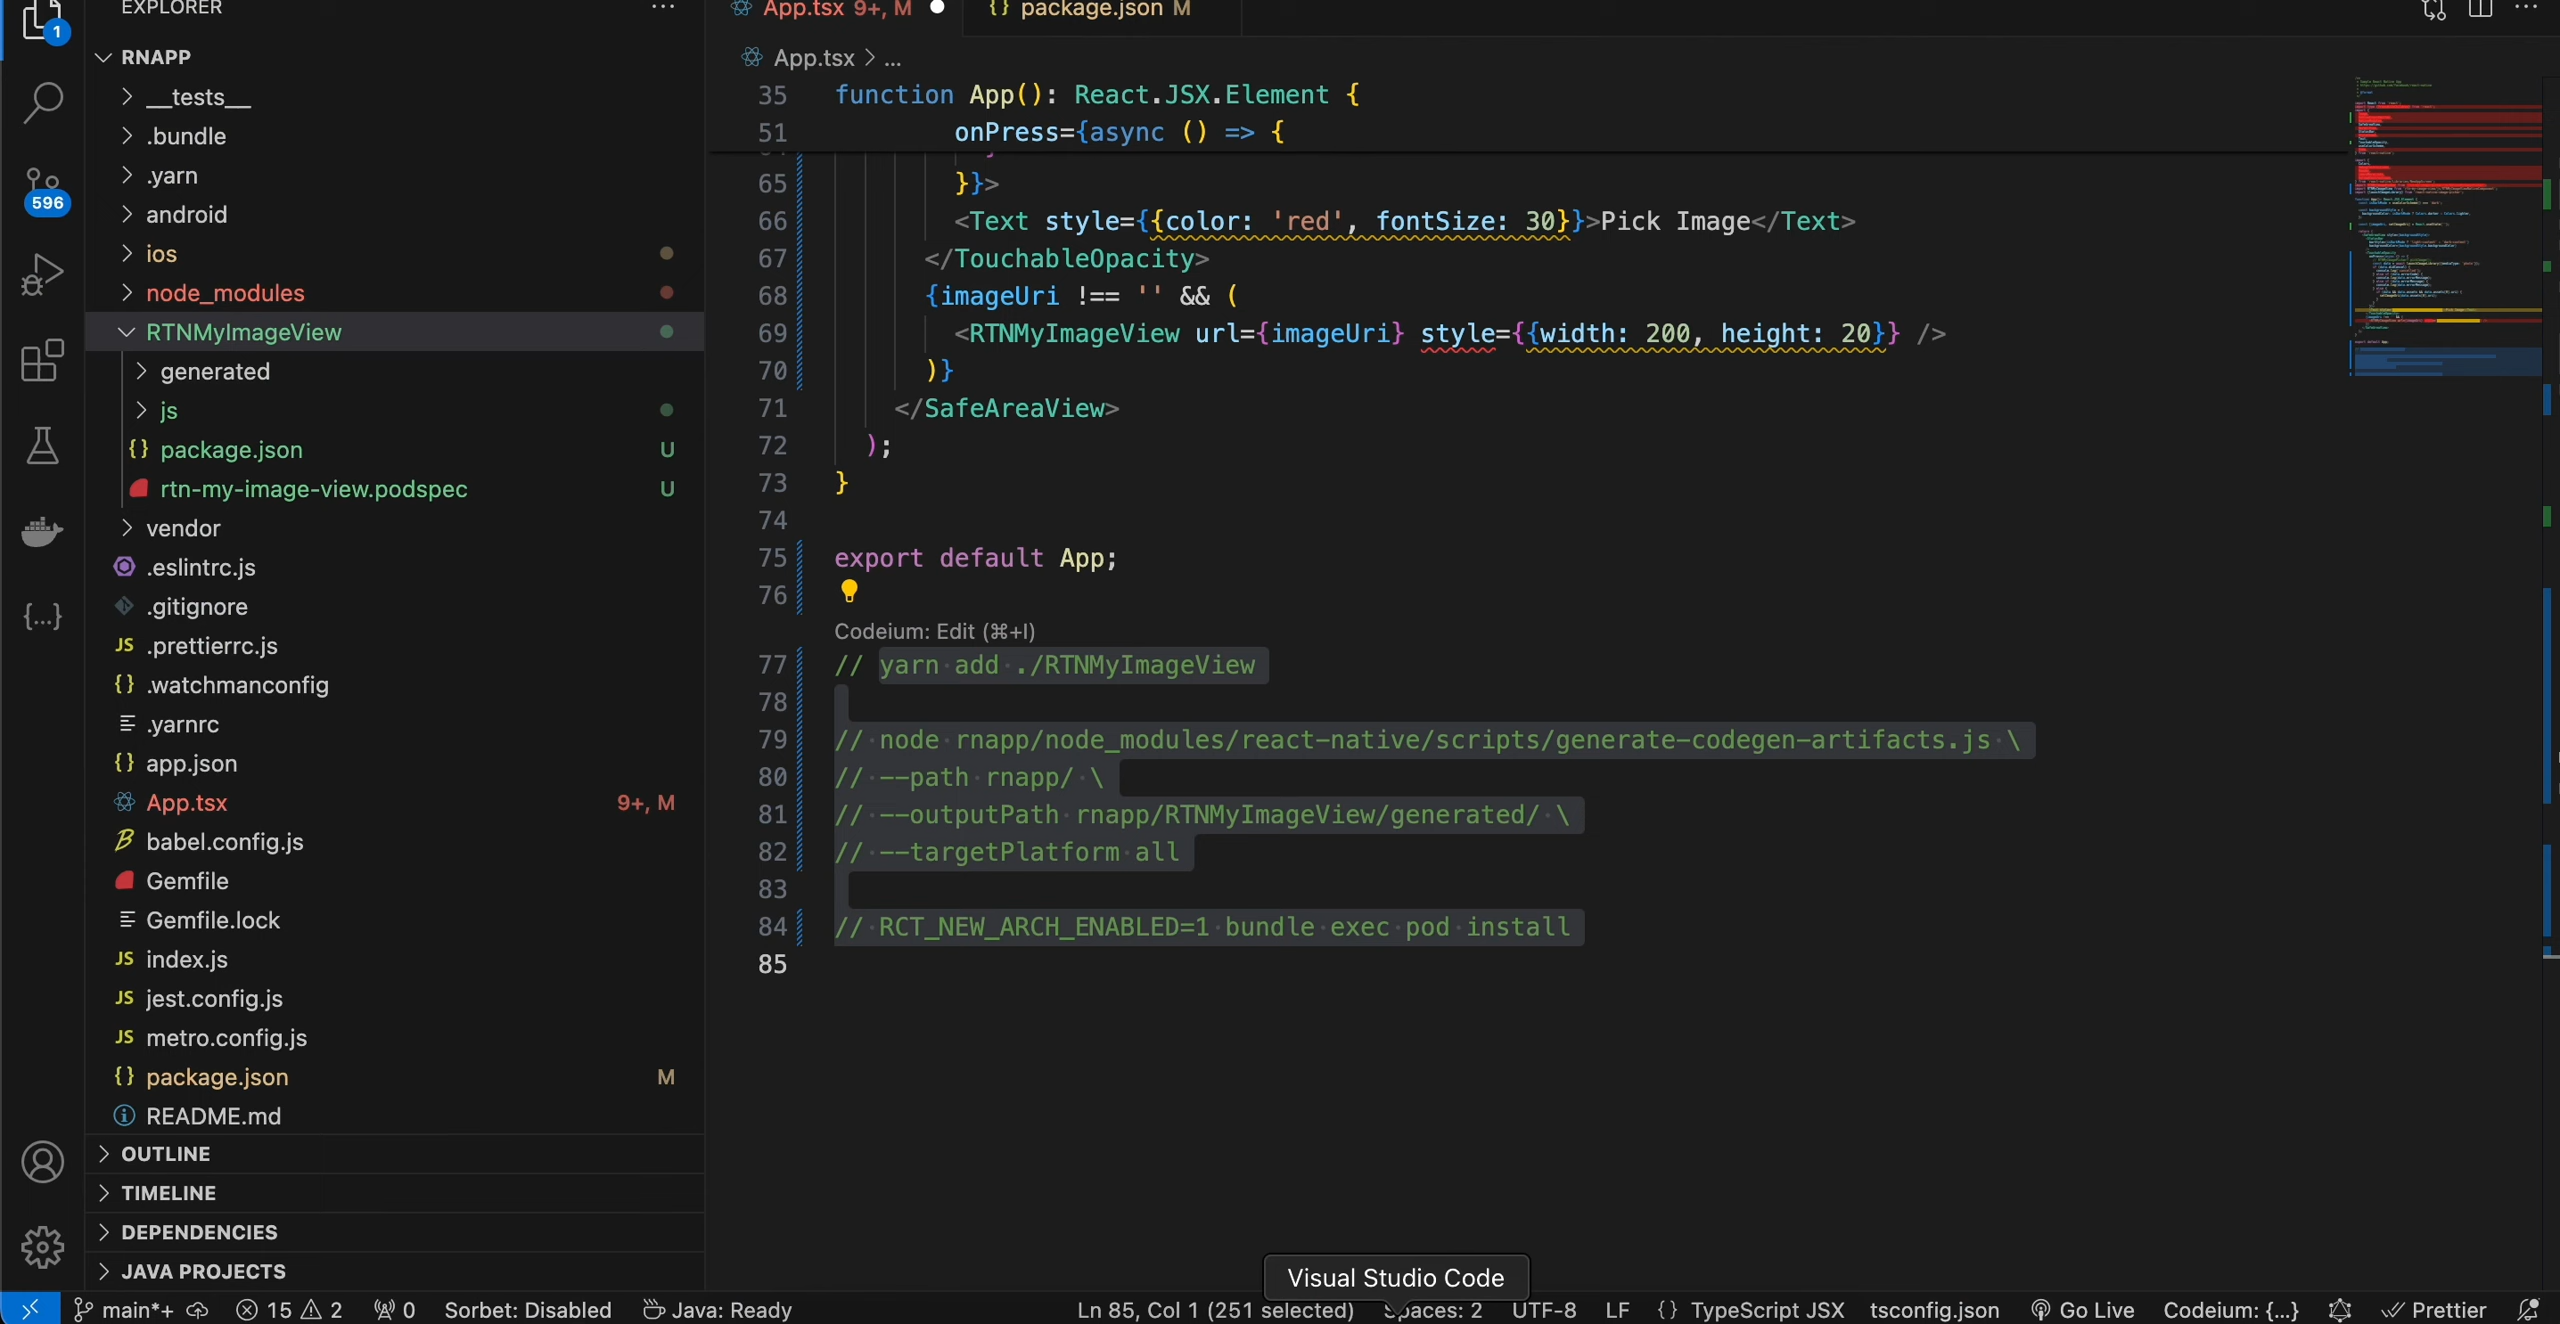 EXPLORER ...
App.tsx 9+, M
package.json M
RNAPP
App.tsx > ...
__tests__
.bundle
.yarn
android
ios
node_modules
RTNMyImageView
generated
js
package.json U
rtn-my-image-view.podspec U
vendor
.eslintrc.js
.gitignore
.prettierrc.js
.watchmanconfig
.yarnrc
app.json
App.tsx 9+, M
babel.config.js
Gemfile
Gemfile.lock
index.js
jest.config.js
metro.config.js
package.json M
README.md
OUTLINE
TIMELINE
DEPENDENCIES
JAVA PROJECTS
1
596
35 function App(): React.JSX.Element {
51 onPress={async () => {
65 }}>
66 <Text style={{color: 'red', fontSize: 30}}>Pick Image</Text>
67 </TouchableOpacity>
68 {imageUri !== '' && (
69 <RTNMyImageView url={imageUri} style={{width: 200, height: 20}} />
70 )}
71 </SafeAreaView>
72 );
73 }
74
75 export default App;
76
Codeium: Edit (⌘+I)
77 // yarn add ./RTNMyImageView
78
79 // node rnapp/node_modules/react-native/scripts/generate-codegen-artifacts.js \
80 // --path rnapp/ \
81 // --outputPath rnapp/RTNMyImageView/generated/ \
82 // --targetPlatform all
83
84 // RCT_NEW_ARCH_ENABLED=1 bundle exec pod install
85
Visual Studio Code
main*+ 15 2 0 Sorbet: Disabled Java: Ready Ln 85, Col 1 (251 selected) Spaces: 2 UTF-8 LF {} TypeScript JSX tsconfig.json Go Live Codeium: {...} Prettier